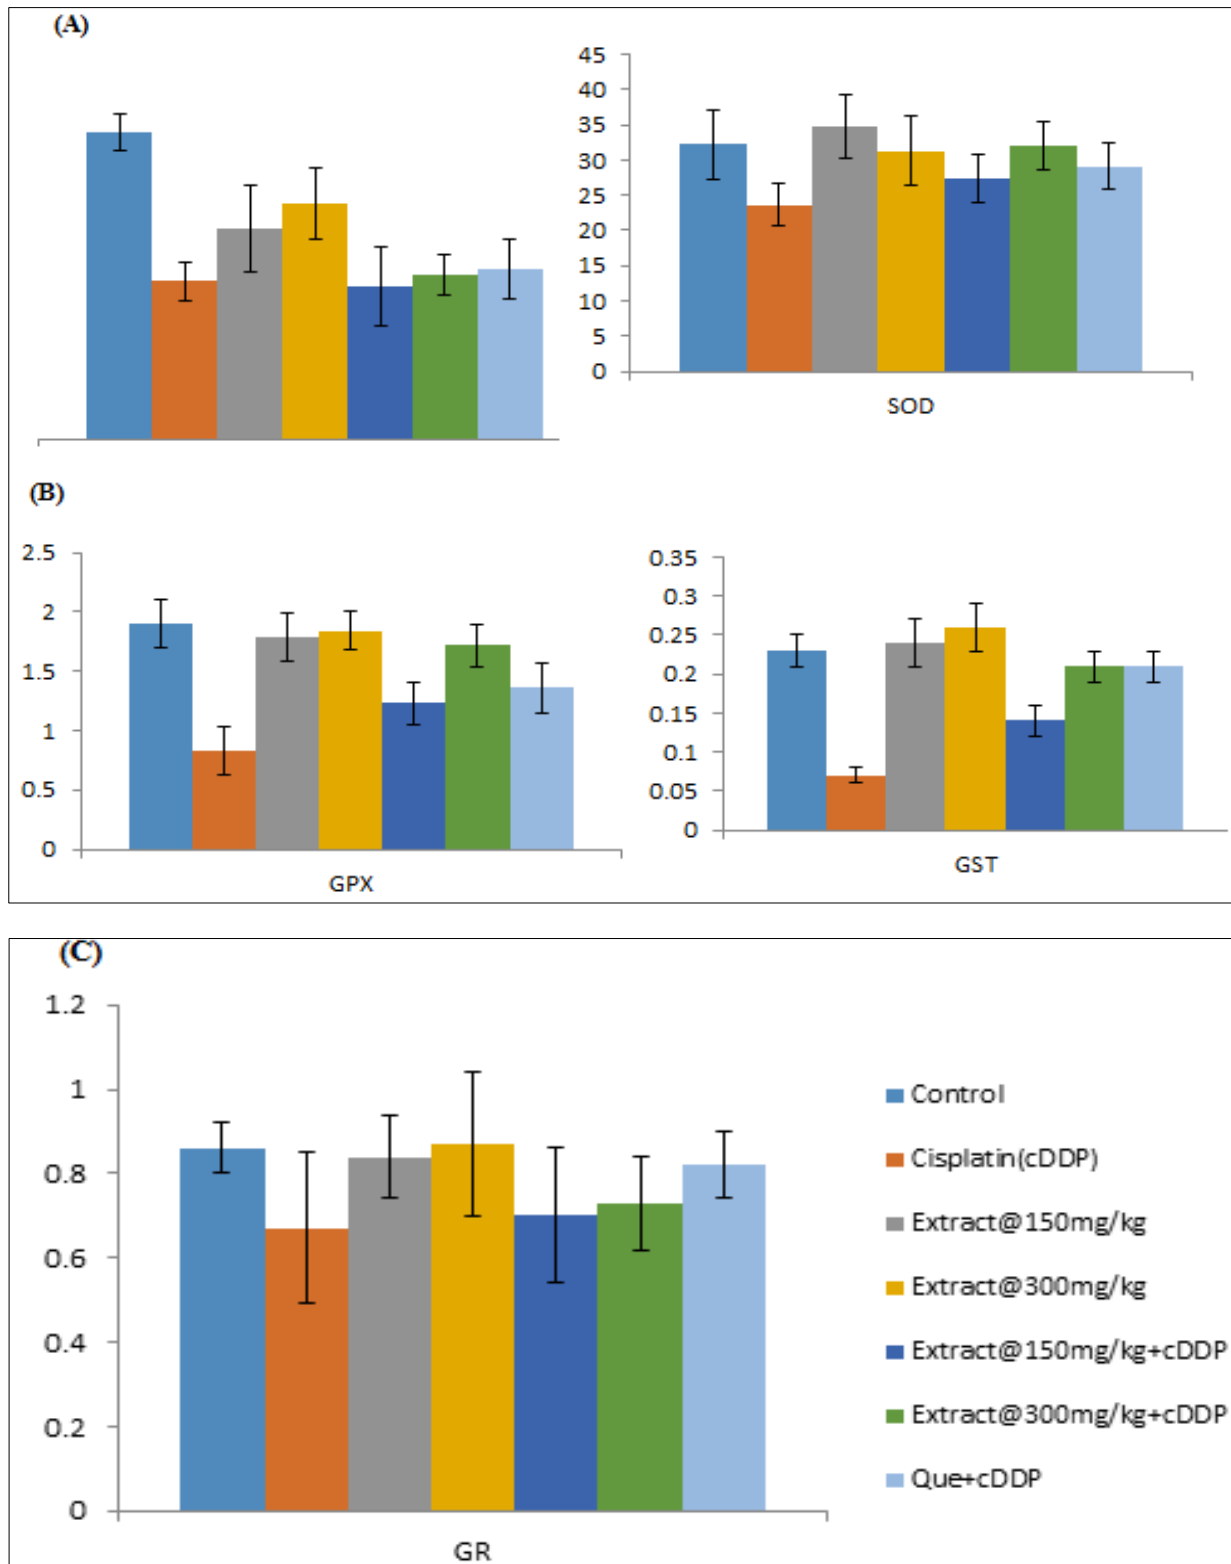 (A)
45
40
35
30
25
20
15
10
5
0
SOD
(B)
2.5
2
1.5
1
0.5
0
GPX
0.35
0.3
0.25
0.2
0.15
0.1
0.05
0
GST
(C)
1.2
1
0.8
0.6
0.4
0.2
0
GR
Control
Cisplatin(cDDP)
Extract@150mg/kg
Extract@300mg/kg
Extract@150mg/kg+cDDP
Extract@300mg/kg+cDDP
Que+cDDP